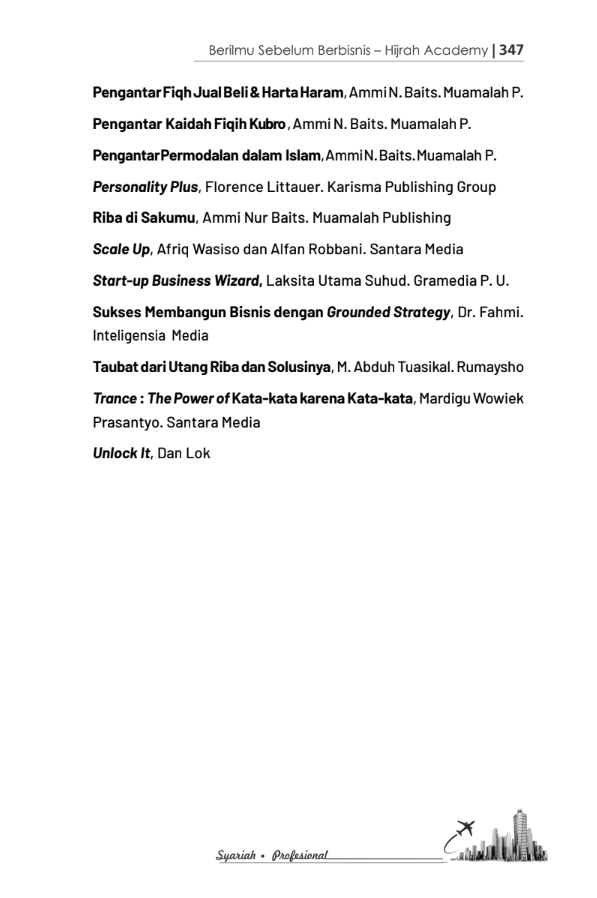 Berilmu Sebelum Berbisnis – Hijrah Academy | 347
Pengantar Fiqh Jual Beli & Harta Haram, Ammi N. Baits. Muamalah P.
Pengantar Kaidah Fiqih Kubro, Ammi N. Baits. Muamalah P.
Pengantar Permodalan dalam Islam, Ammi N. Baits. Muamalah P.
Personality Plus, Florence Littauer. Karisma Publishing Group
Riba di Sakumu, Ammi Nur Baits. Muamalah Publishing
Scale Up, Afriq Wasiso dan Alfan Robbani. Santara Media
Start-up Business Wizard, Laksita Utama Suhud. Gramedia P. U.
Sukses Membangun Bisnis dengan Grounded Strategy, Dr. Fahmi.
Inteligensia Media
Taubat dari Utang Riba dan Solusinya, M. Abduh Tuasikal. Rumaysho
Trance : The Power of Kata-kata karena Kata-kata, Mardigu Wowiek
Prasantyo. Santara Media
Unlock It, Dan Lok
Syariah • Profesional